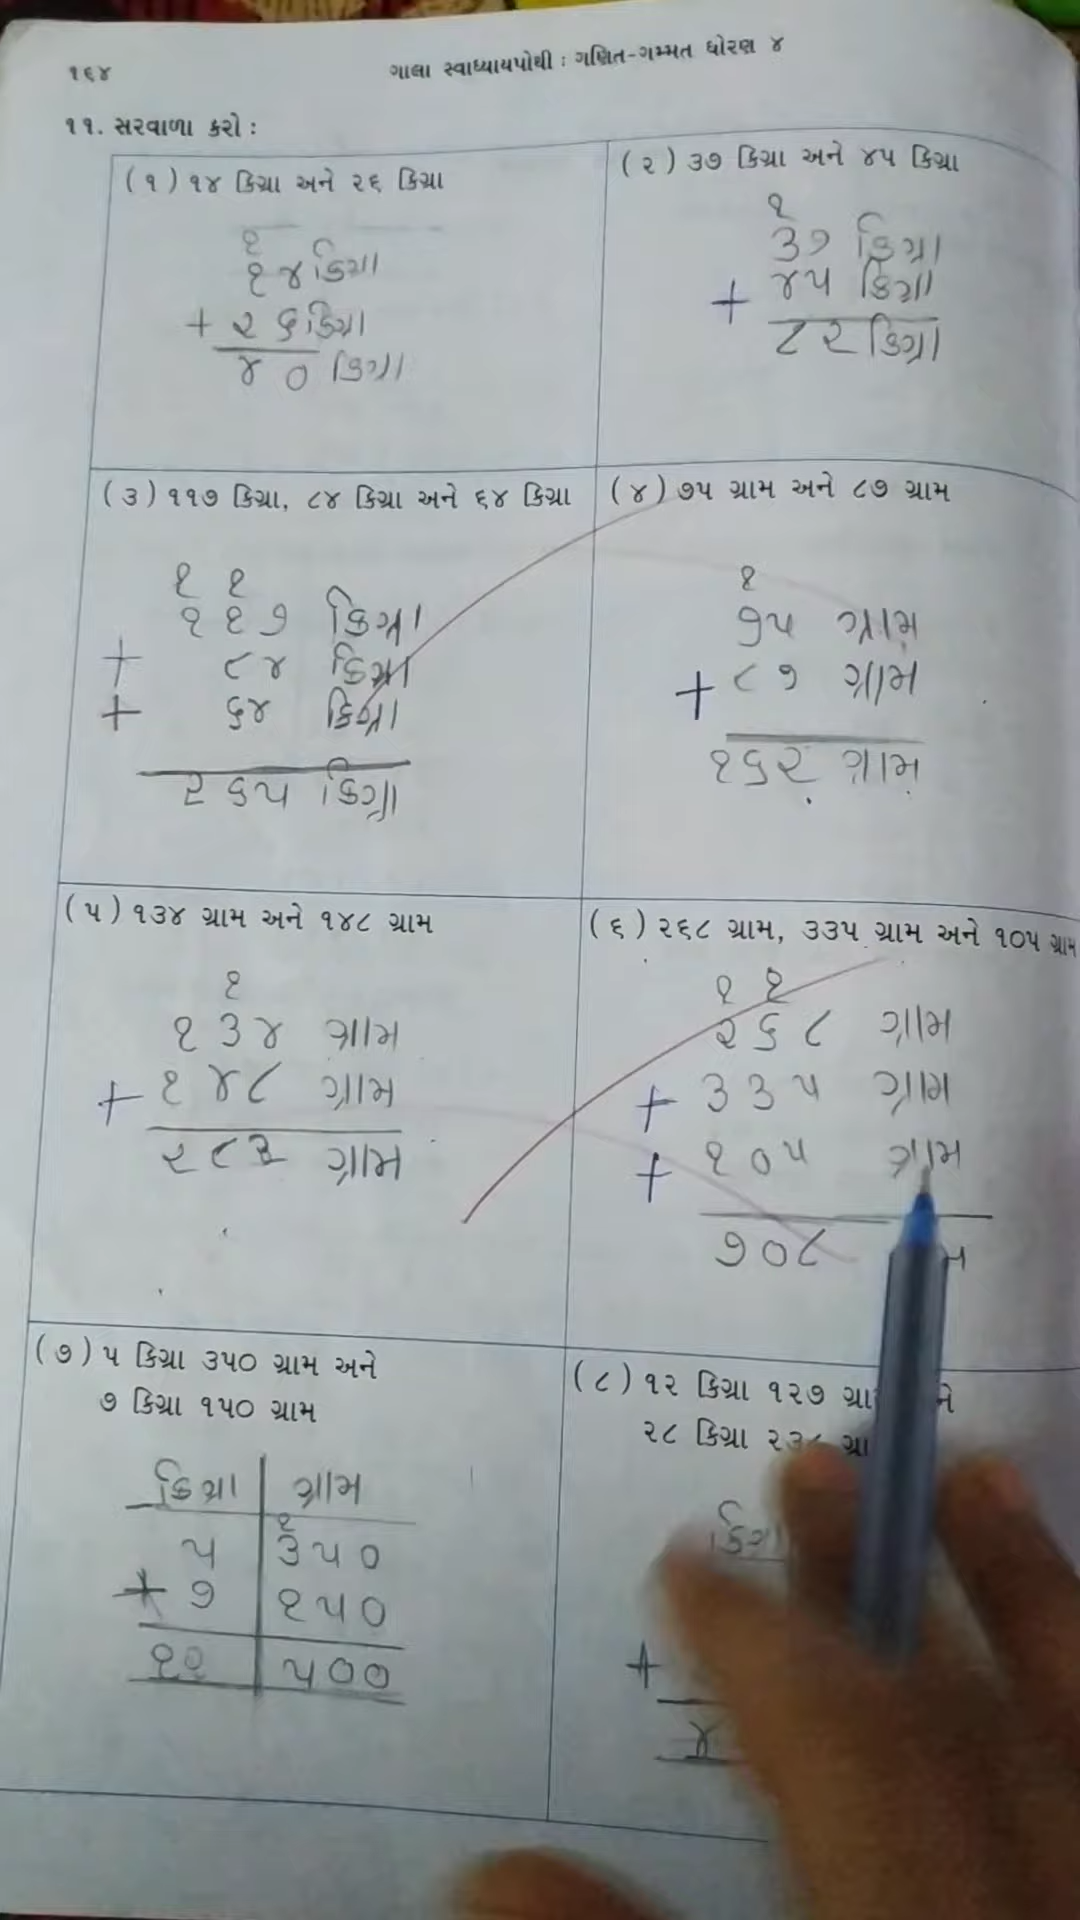 ૧૬૪
ગાલા સ્વાધ્યાયપોથી : ગણિત-ગમ્મત ધોરણ ૪
૧૧. સરવાળા કરો :
(૧) ૧૪ કિગ્રા અને ૨૬ કિગ્રા
૧
૧૪ કિગ્રા
+ ૨૬ કિગ્રા
૪૦ કિગ્રા
(૨) ૩૭ કિગ્રા અને ૪૫ કિગ્રા
૧
૩૭ કિગ્રા
+ ૪૫ કિગ્રા
૮૨ કિગ્રા
(૩) ૧૧૭ કિગ્રા, ૮૪ કિગ્રા અને ૬૪ કિગ્રા
૧ ૧
૧૧૭ કિગ્રા
+ ૮૪ કિગ્રા
+ ૬૪ કિગ્રા
૨૬૫ કિગ્રા
(૪) ૭૫ ગ્રામ અને ૮૭ ગ્રામ
૧
૭૫ ગ્રામ
+ ૮૭ ગ્રામ
૧૬૨ ગ્રામ
(૫) ૧૩૪ ગ્રામ અને ૧૪૮ ગ્રામ
૧
૧૩૪ ગ્રામ
+ ૧૪૮ ગ્રામ
૨૮ ગ્રામ
(૬) ૨૬૮ ગ્રામ, ૩૩૫ ગ્રામ અને ૧૦૫ ગ્રામ
૧ ૧
૨૬૮ ગ્રામ
+ ૩૩૫ ગ્રામ
+ ૧૦૫ ગ્રામ
૭૦૮ મ
(૭) ૫ કિગ્રા ૩૫૦ ગ્રામ અને
૭ કિગ્રા ૧૫૦ ગ્રામ
કિગ્રા ગ્રામ
૧
૫ ૩૫૦
+ ૭ ૧૫૦
૧૨ ૫૦૦
(૮) ૧૨ કિગ્રા ૧૨૭ ગ્રા ને
૨૮ કિગ્રા ૨૩ ગ્રા
કિગ્રા
+
૪